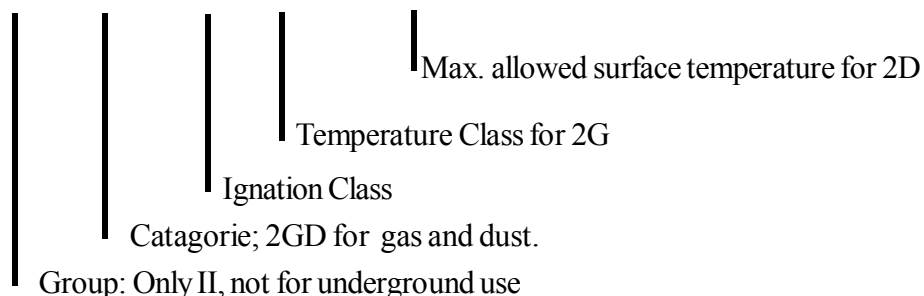 Max. allowed surface temperature for 2D
Temperature Class for 2G
Ignation Class
Catagorie; 2GD for gas and dust.
Group: Only II, not for underground use